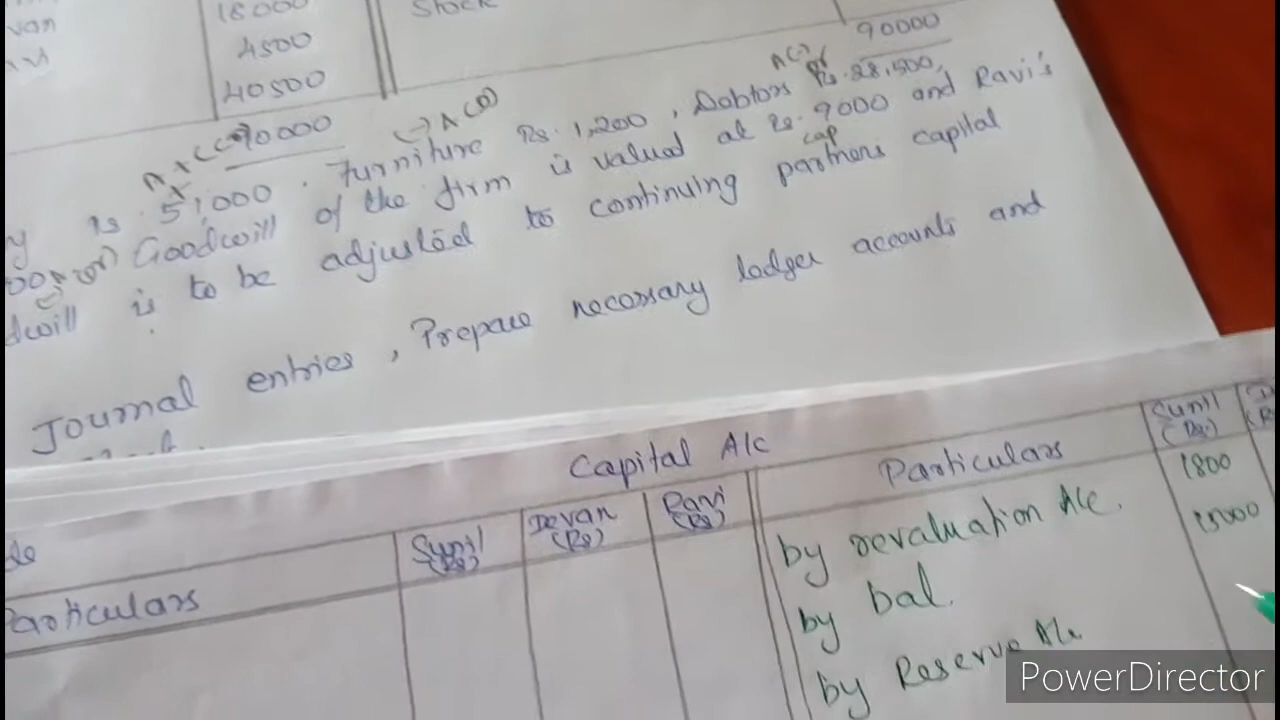 van 18000 Stock
4500
40500 90000
90000 A(-)
y is 51,000. Furniture Rs. 1,200, Debtors Rs. 28,500,
Goodwill of the firm is valued at Rs. 9000 and Ravi's
dwill is to be adjusted to continuing partners capital
cap
Journal entries, Prepare necessary ledger accounts and
Capital A/c
Particulars Sunil (Rs) Devan (Rs) Ravi (Rs) Particulars Sunil (Rs)
by revaluation A/c. 1800
by bal. 15000
by Reserve A/c
PowerDirector